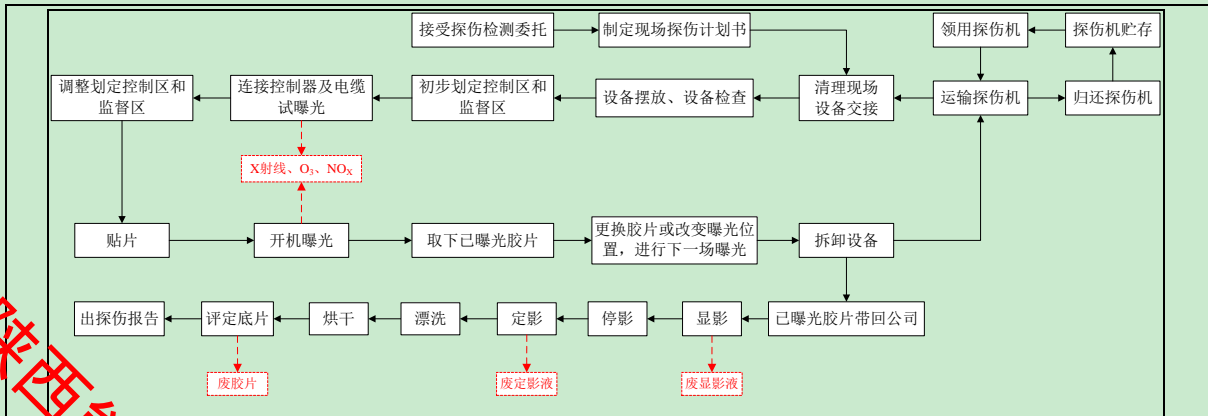 接受探伤检测委托
制定现场探伤计划书
领用探伤机
探伤机贮存
调整划定控制区和
监督区
连接控制器及电缆
试曝光
初步划定控制区和
监督区
设备摆放、设备检查
清理现场
设备交接
运输探伤机
归还探伤机
X射线、O₃、NOₓ
贴片
开机曝光
取下已曝光胶片
更换胶片或改变曝光位
置，进行下一场曝光
拆卸设备
出探伤报告
评定底片
烘干
漂洗
定影
停影
显影
已曝光胶片带回公司
废胶片
废定影液
废显影液
陕西